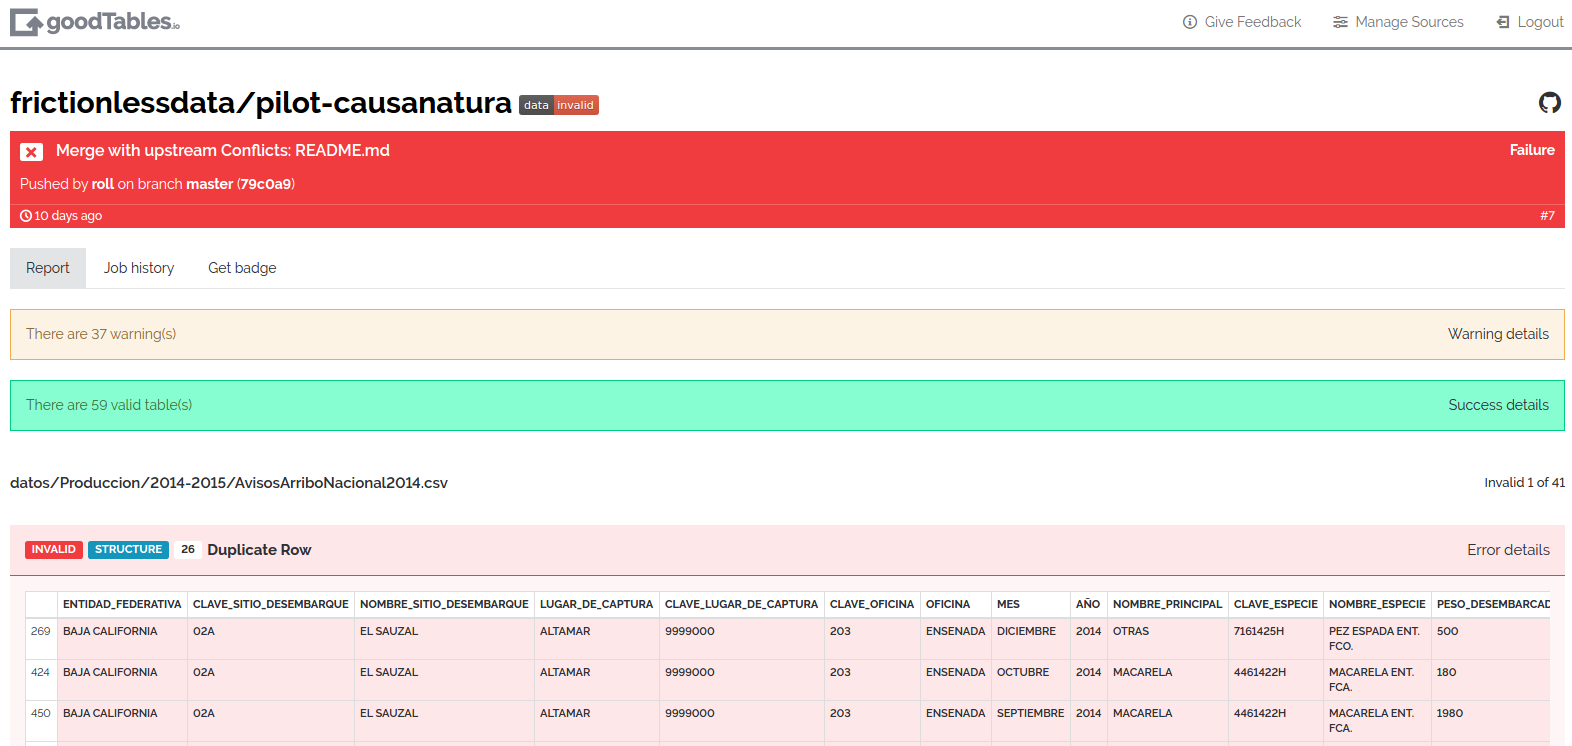 goodTables.io
Give Feedback Manage Sources Logout
frictionlessdata/pilot-causanatura data invalid
Merge with upstream Conflicts: README.md Failure
Pushed by roll on branch master (79c0a9)
10 days ago #7
Report Job history Get badge
There are 37 warning(s) Warning details
There are 59 valid table(s) Success details
datos/Produccion/2014-2015/AvisosArriboNacional2014.csv Invalid 1 of 41
INVALID STRUCTURE 26 Duplicate Row Error details
ENTIDAD_FEDERATIVA CLAVE_SITIO_DESEMBARQUE NOMBRE_SITIO_DESEMBARQUE LUGAR_DE_CAPTURA CLAVE_LUGAR_DE_CAPTURA CLAVE_OFICINA OFICINA MES AÑO NOMBRE_PRINCIPAL CLAVE_ESPECIE NOMBRE_ESPECIE PESO_DESEMBARCAD
269 BAJA CALIFORNIA 02A EL SAUZAL ALTAMAR 9999000 203 ENSENADA DICIEMBRE 2014 OTRAS 7161425H PEZ ESPADA ENT. 500
FCO.
424 BAJA CALIFORNIA 02A EL SAUZAL ALTAMAR 9999000 203 ENSENADA OCTUBRE 2014 MACARELA 4461422H MACARELA ENT. 180
FCA.
450 BAJA CALIFORNIA 02A EL SAUZAL ALTAMAR 9999000 203 ENSENADA SEPTIEMBRE 2014 MACARELA 4461422H MACARELA ENT. 1980
FCA.